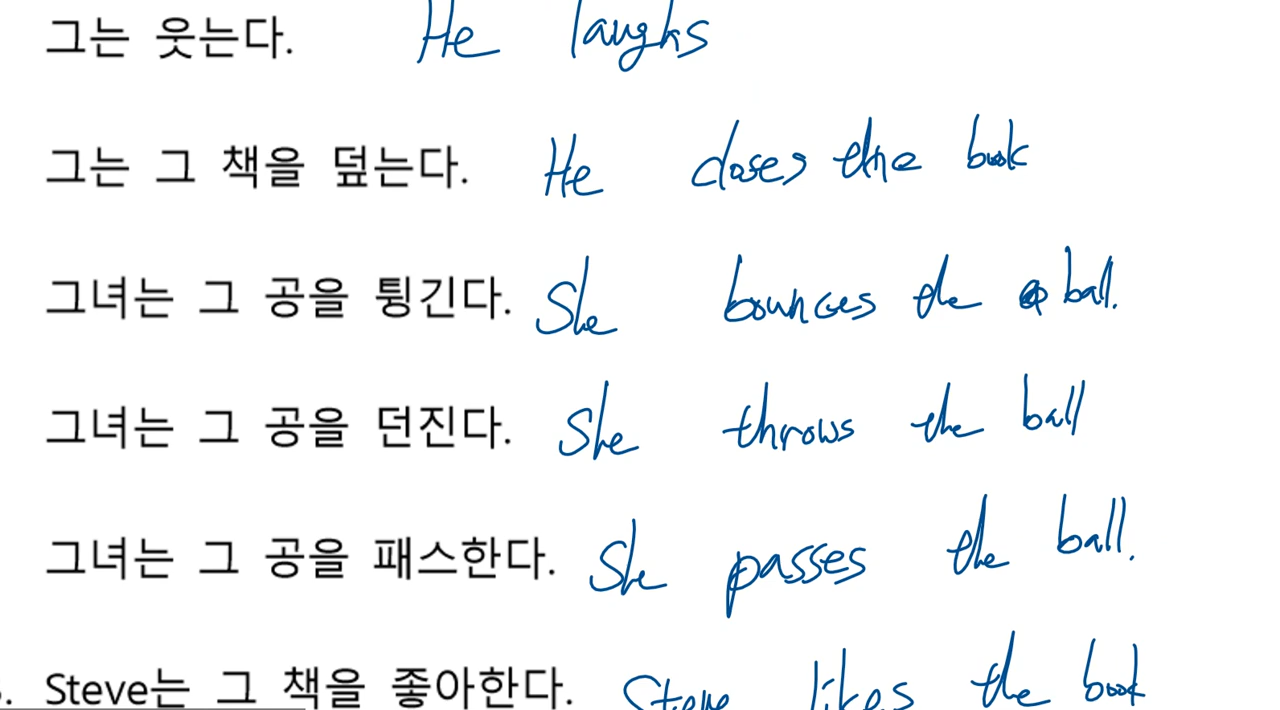 그는 웃는다. He laughs
그는 그 책을 덮는다. He closes the book
그녀는 그 공을 튕긴다. She bounces the ball.
그녀는 그 공을 던진다. She throws the ball
그녀는 그 공을 패스한다. She passes the ball.
Steve는 그 책을 좋아한다. Steve likes the book